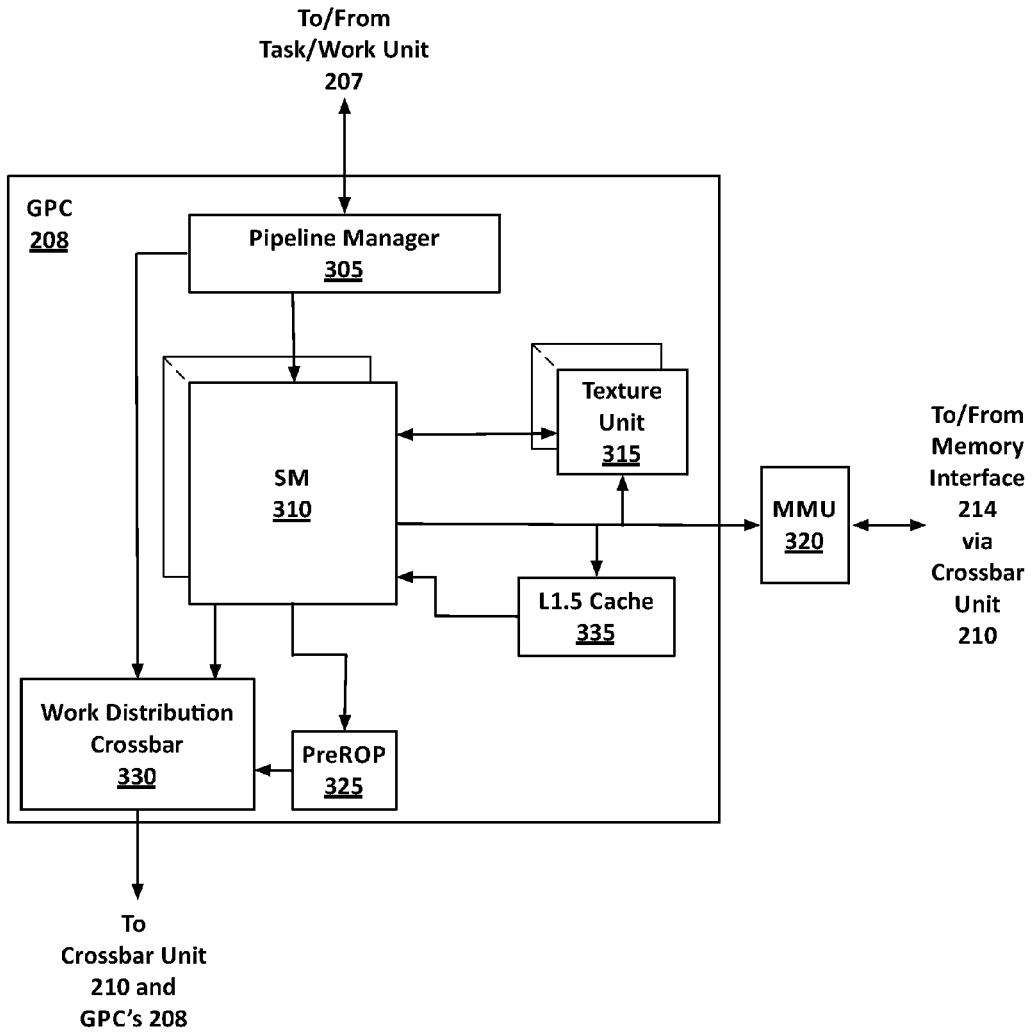 To/From
Task/Work Unit
207
GPC
208
Pipeline Manager
305
Texture
Unit
315
SM
310
To/From
Memory
Interface
214
via
Crossbar
Unit
210
MMU
320
L1.5 Cache
335
Work Distribution
Crossbar
330
PreROP
325
To
Crossbar Unit
210 and
GPC's 208